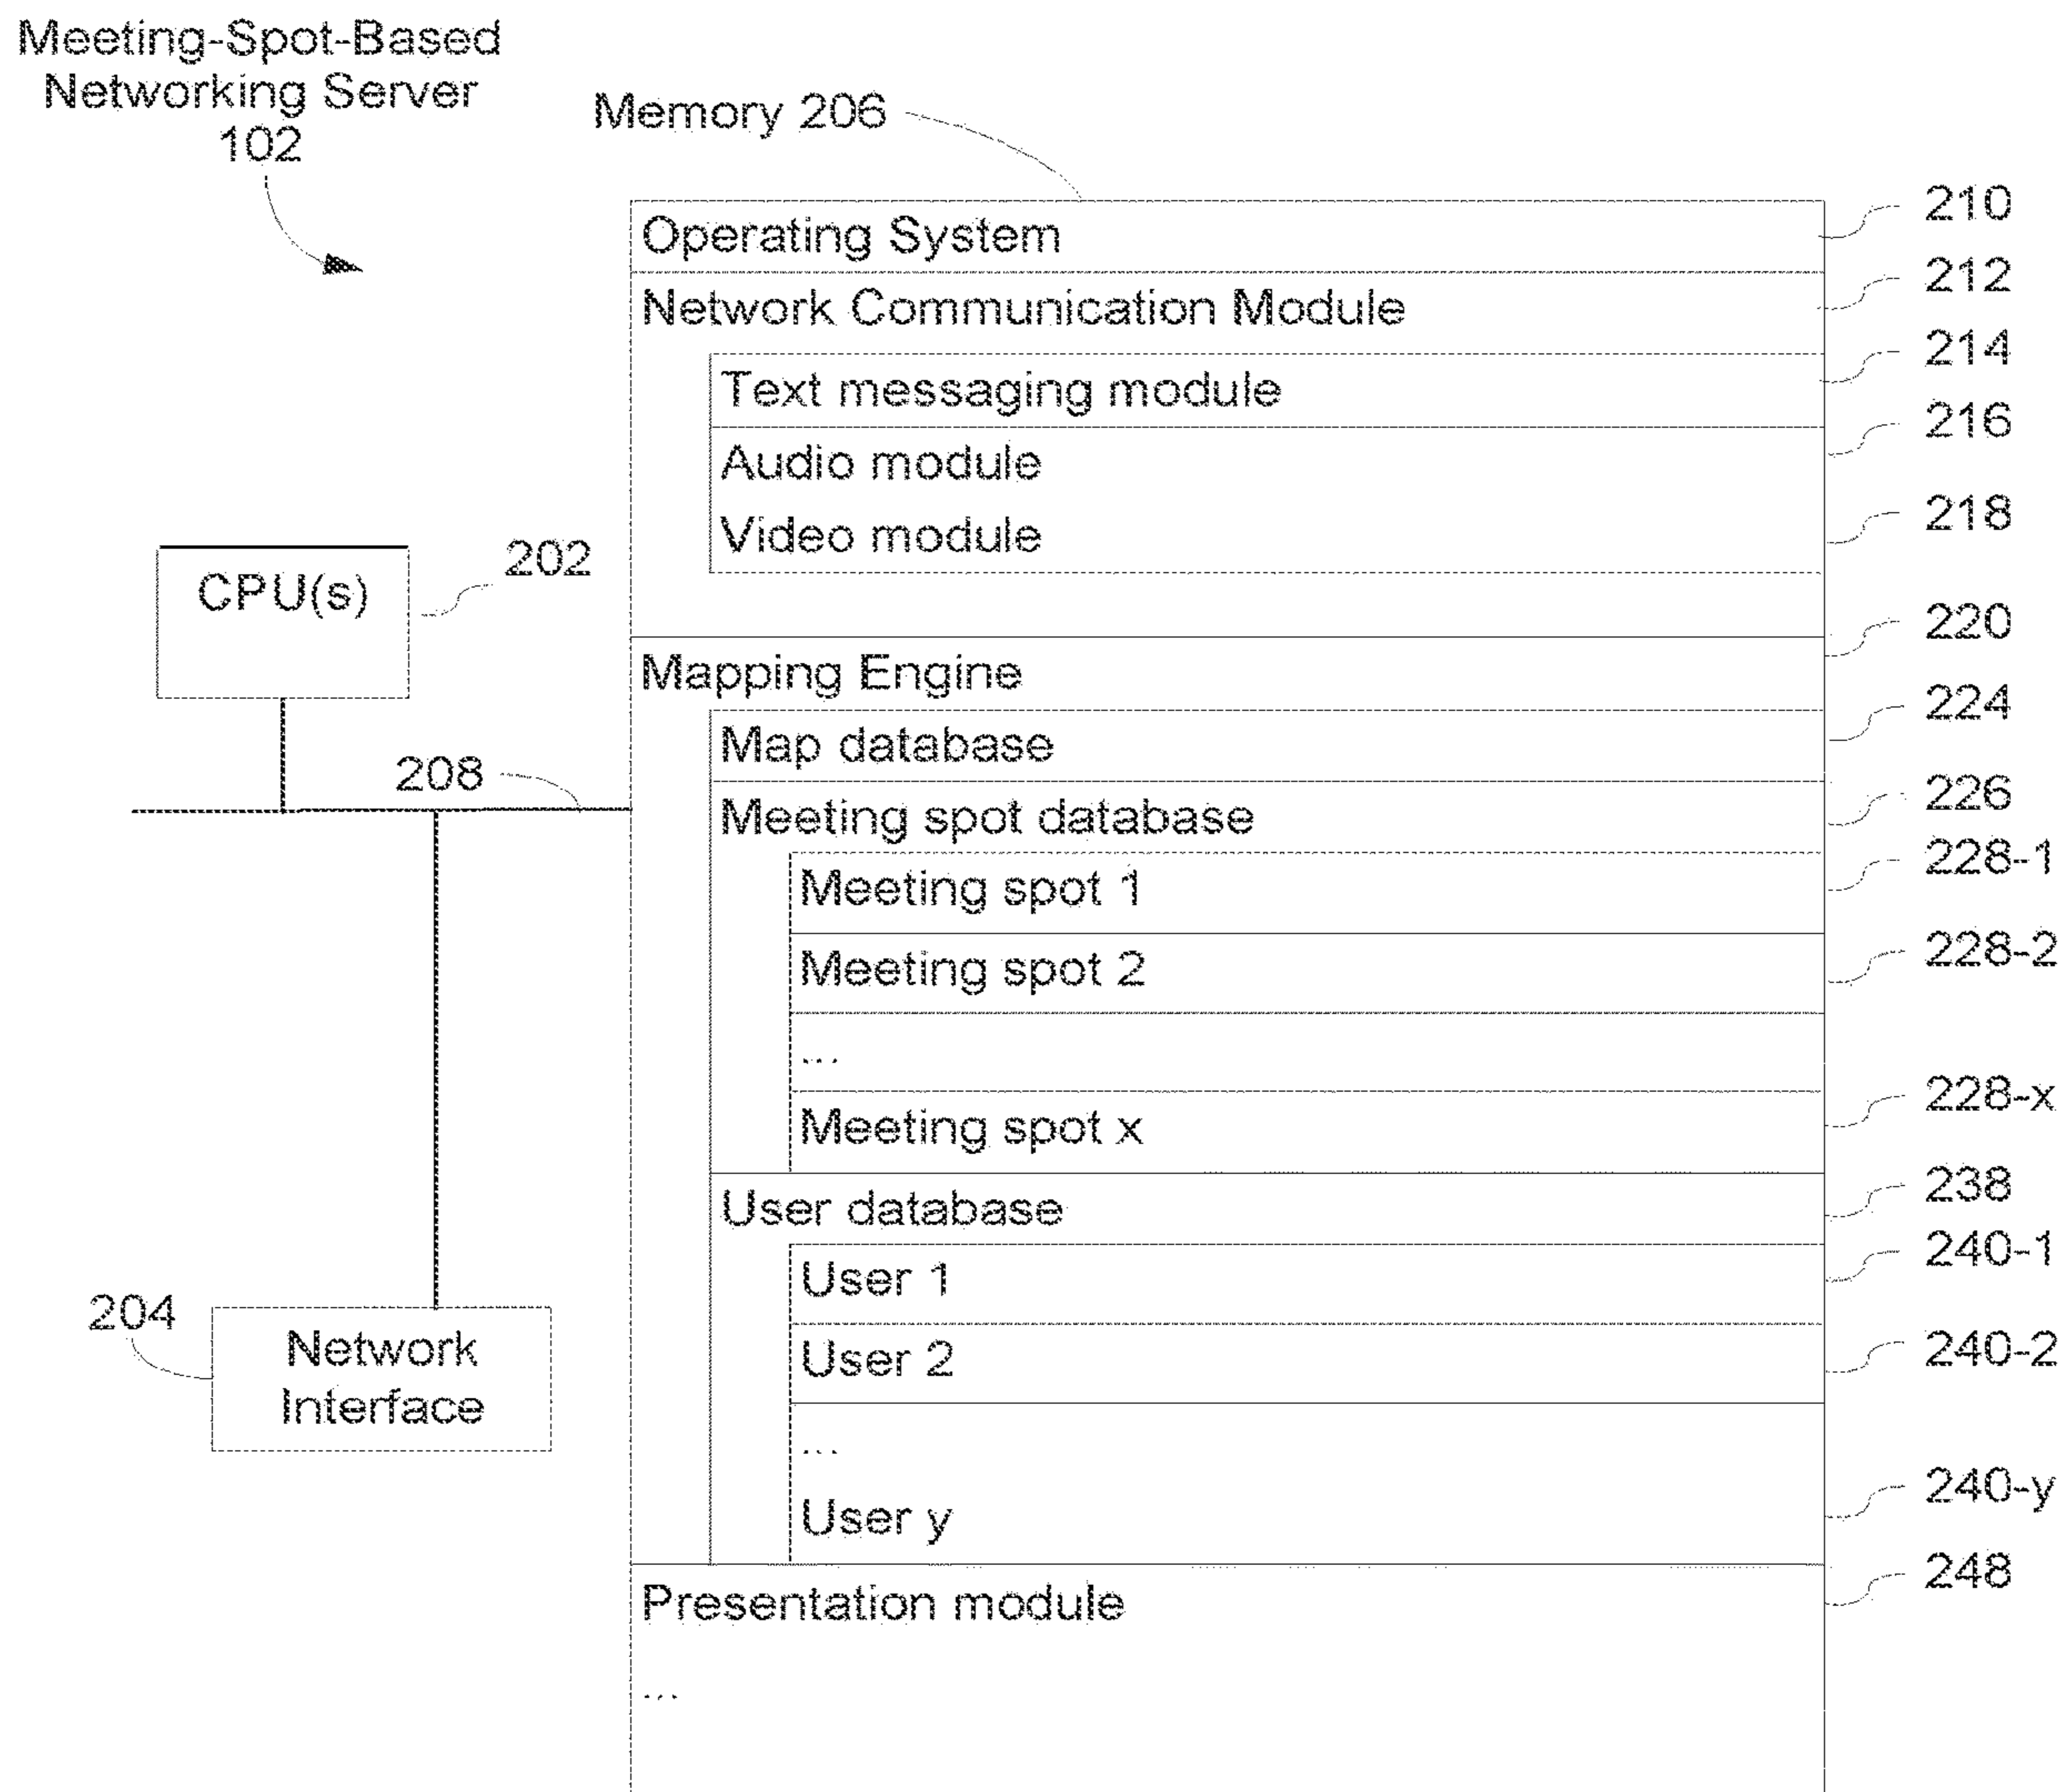 Meeting-Spot-Based
Networking Server
102
Memory 206
Operating System
210
Network Communication Module
212
Text messaging module
214
Audio module
216
Video module
218
CPU(s)
202
Mapping Engine
220
Map database
224
208
Meeting spot database
226
Meeting spot 1
228-1
Meeting spot 2
228-2
...
Meeting spot x
228-x
User database
238
User 1
240-1
User 2
240-2
204
Network
Interface
...
User y
240-y
Presentation module
248
...